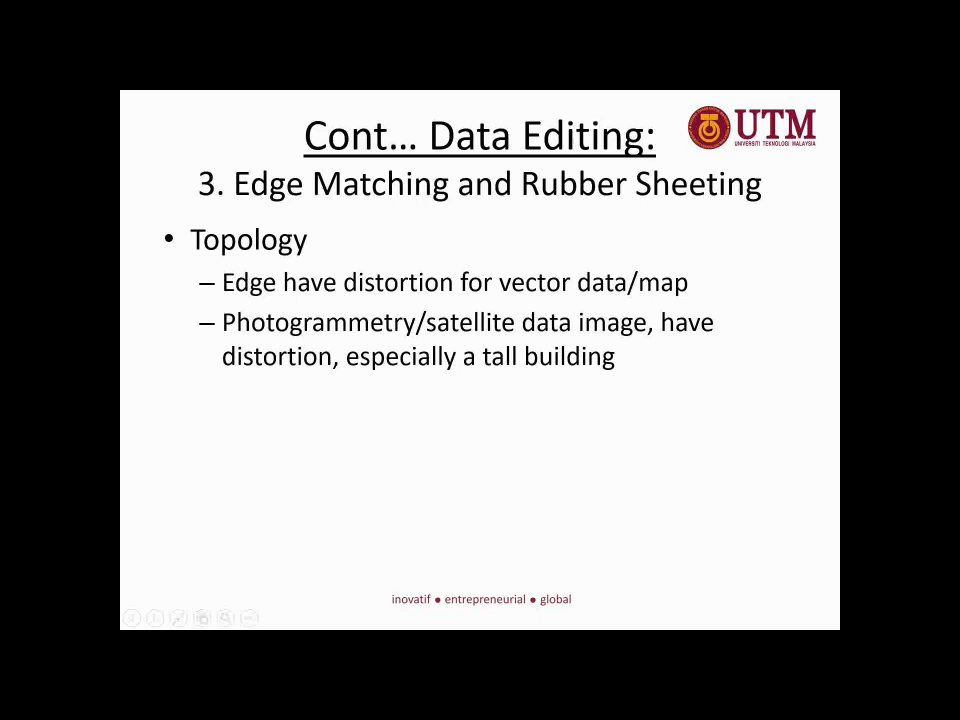 Cont... Data Editing:
UTM
UNIVERSITI TEKNOLOGI MALAYSIA
3. Edge Matching and Rubber Sheeting
• Topology
– Edge have distortion for vector data/map
– Photogrammetry/satellite data image, have
distortion, especially a tall building
inovatif ● entrepreneurial ● global